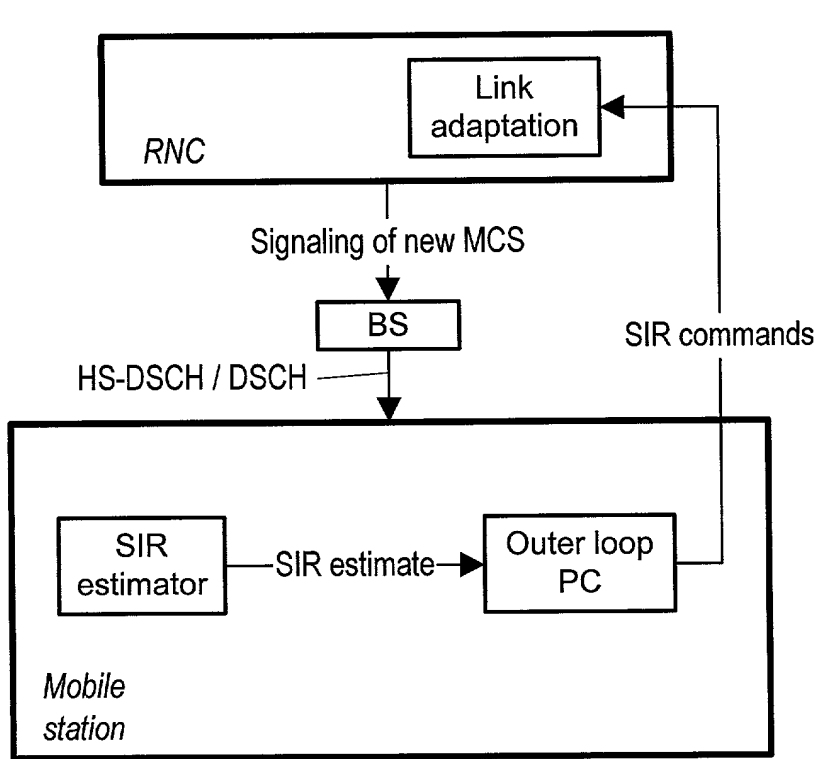 Link
adaptation
RNC
Signaling of new MCS
BS
SIR commands
HS-DSCH / DSCH
SIR
estimator
SIR estimate
Outer loop
PC
Mobile
station